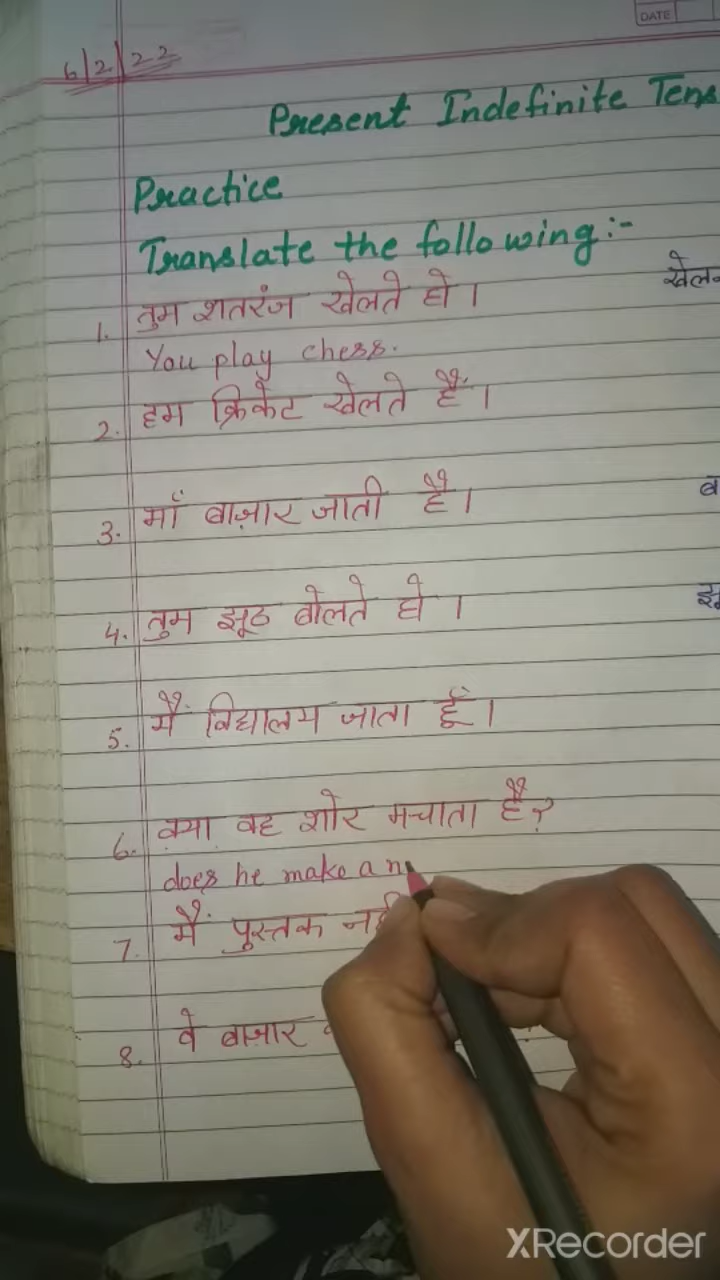 DATE
6/2/22
Present Indefinite Tens
Practice
Translate the following:-
1. तुम शतरंज खेलते हो। खेल
You play chess.
2. हम क्रिकेट खेलते हैं।
3. माँ बाज़ार जाती है। ब
4. तुम झूठ बोलते हो। झू
5. मैं विद्यालय जाता हूँ।
6. क्या वह शोर मचाता है?
does he make a n
7. मैं पुस्तक नहीं
8. वे बाज़ार
XRecorder